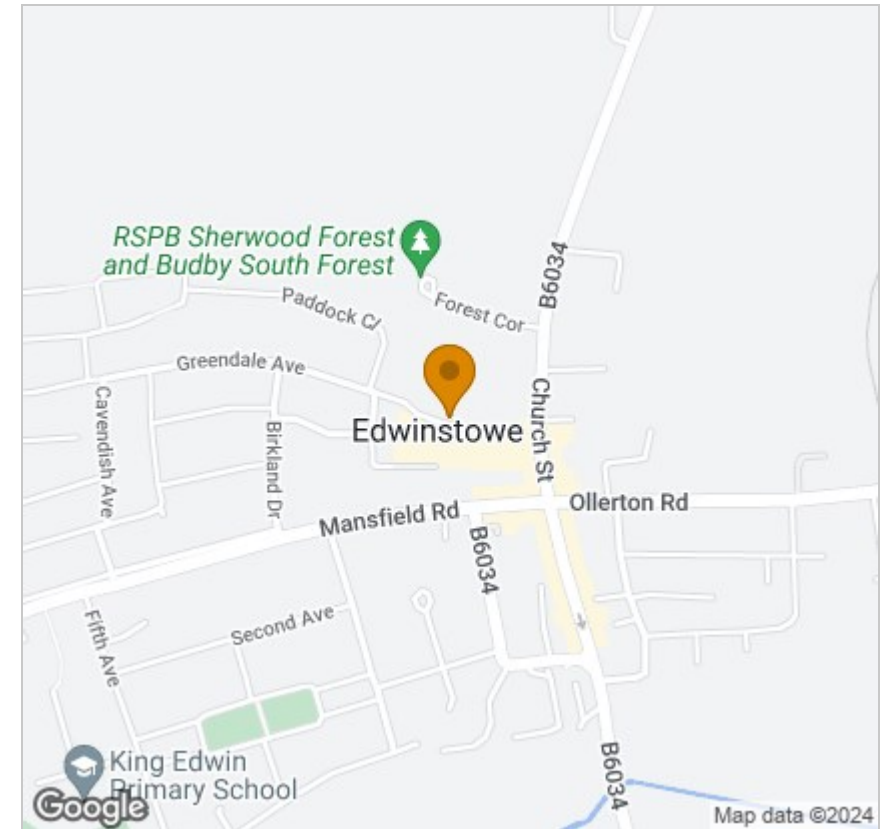 RSPB Sherwood Forest
and Budby South Forest
B6034
Paddock Cl
Forest Cor
Greendale Ave
Church St
Cavendish Ave
Edwinstowe
Birkland Dr
Mansfield Rd
Ollerton Rd
B6034
Fifth Ave
Second Ave
King Edwin
Primary School
B6034
Google
Map data ©2024